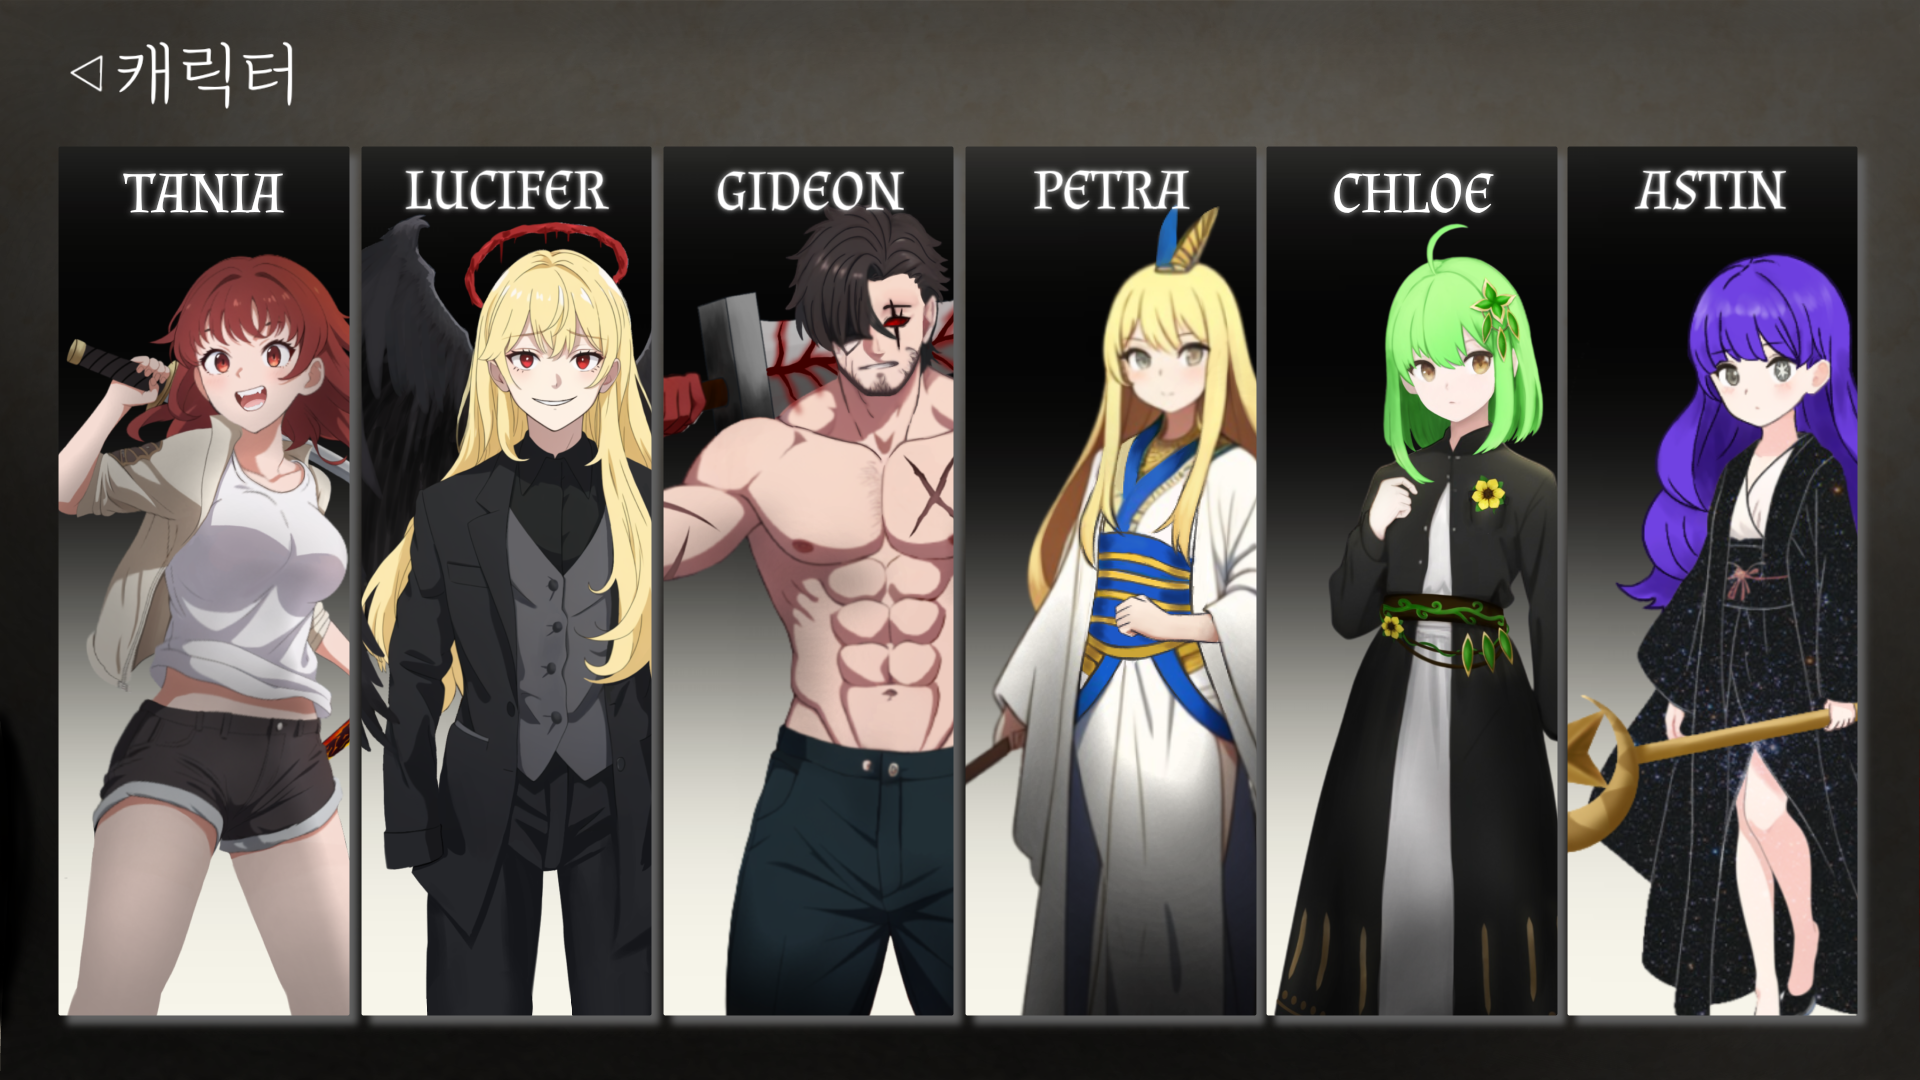 캐릭터
TANIA
LUCIFER
GIDEON
PETRA
CHLOE
ASTIN